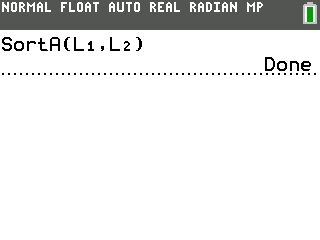 NORMAL FLOAT AUTO REAL RADIAN MP
SortA(L₁,L₂)
Done